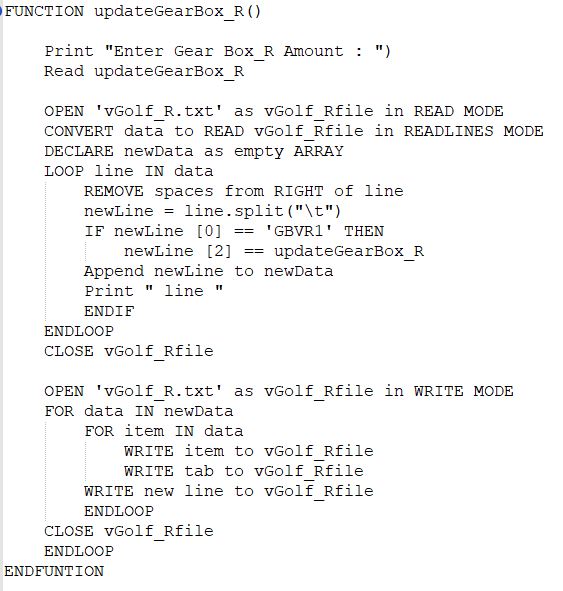 FUNCTION updateGearBox_R()
Print "Enter Gear Box_R Amount : ")
Read updateGearBox_R
OPEN 'vGolf_R.txt' as vGolf_Rfile in READ MODE
CONVERT data to READ vGolf_Rfile in READLINES MODE
DECLARE newData as empty ARRAY
LOOP line IN data
REMOVE spaces from RIGHT of line
newLine = line.split("\t")
IF newLine [0] == 'GBVR1' THEN
newLine [2] == updateGearBox_R
Append newLine to newData
Print " line "
ENDIF
ENDLOOP
CLOSE vGolf_Rfile
OPEN 'vGolf_R.txt' as vGolf_Rfile in WRITE MODE
FOR data IN newData
FOR item IN data
WRITE item to vGolf_Rfile
WRITE tab to vGolf_Rfile
WRITE new line to vGolf_Rfile
ENDLOOP
CLOSE vGolf_Rfile
ENDLOOP
ENDFUNTION